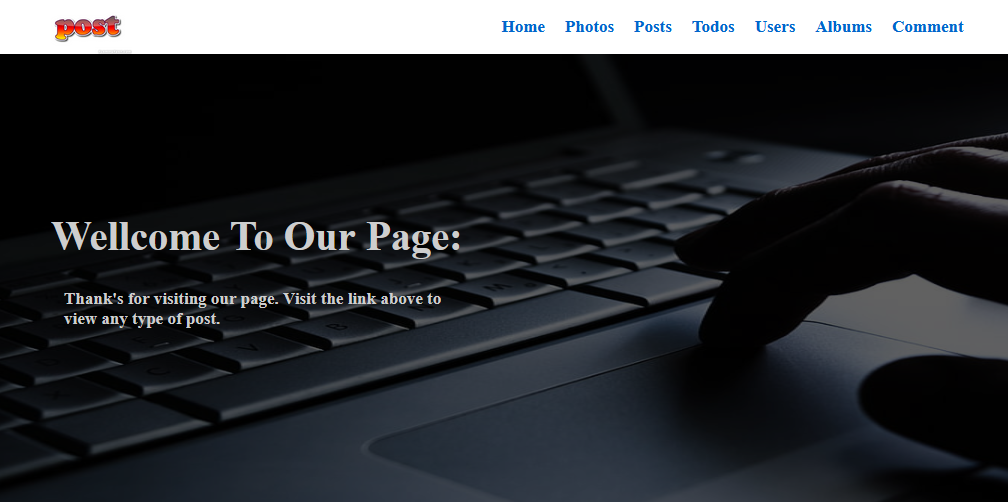 post
Home Photos Posts Todos Users Albums Comment
Wellcome To Our Page:
Thank's for visiting our page. Visit the link above to
view any type of post.